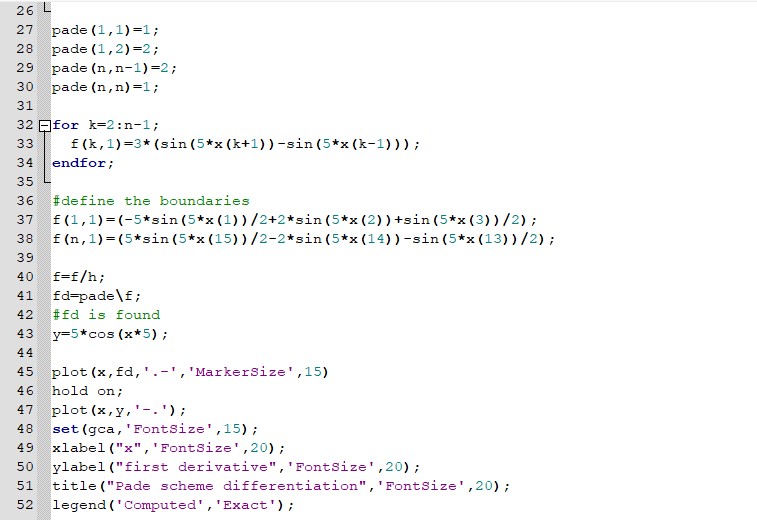 26
27 pade(1,1)=1;
28 pade(1,2)=2;
29 pade(n,n-1)=2;
30 pade(n,n)=1;
31
32 for k=2:n-1;
33   f(k,1)=3*(sin(5*x(k+1))-sin(5*x(k-1)));
34 endfor;
35
36 #define the boundaries
37 f(1,1)=(-5*sin(5*x(1))/2+2*sin(5*x(2))+sin(5*x(3))/2);
38 f(n,1)=(5*sin(5*x(15))/2-2*sin(5*x(14))-sin(5*x(13))/2);
39
40 f=f/h;
41 fd=pade\f;
42 #fd is found
43 y=5*cos(x*5);
44
45 plot(x,fd,'.-','MarkerSize',15)
46 hold on;
47 plot(x,y,'-.');
48 set(gca,'FontSize',15);
49 xlabel("x",'FontSize',20);
50 ylabel("first derivative",'FontSize',20);
51 title("Pade scheme differentiation",'FontSize',20);
52 legend('Computed','Exact');